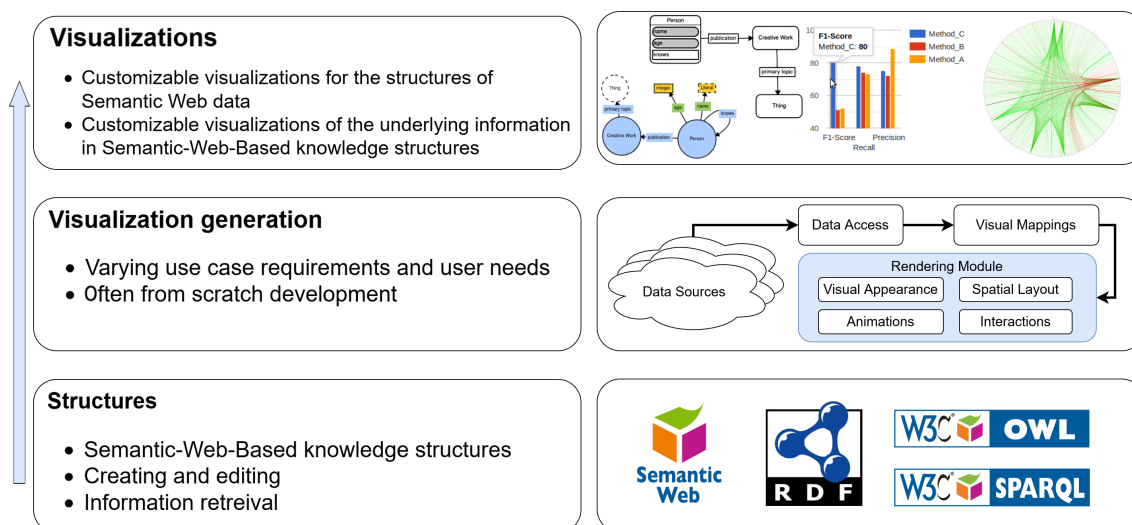 Visualizations
Customizable visualizations for the structures of
Semantic Web data
Customizable visualizations of the underlying information
in Semantic-Web-Based knowledge structures
Person
name
age
knows
publication
Creative Work
primary topic
Thing
Thing
primary topic
Creative Work
publication
Integer
age
Literal
name
knows
Person
100
80
60
40
F1-Score
Method_C: 80
F1-Score
Recall
Precision
Method_C
Method_B
Method_A
Visualization generation
Varying use case requirements and user needs
Often from scratch development
Data Sources
Data Access
Visual Mappings
Rendering Module
Visual Appearance
Spatial Layout
Animations
Interactions
Structures
Semantic-Web-Based knowledge structures
Creating and editing
Information retreival
Semantic
Web
RDF
W3C OWL
W3C SPARQL